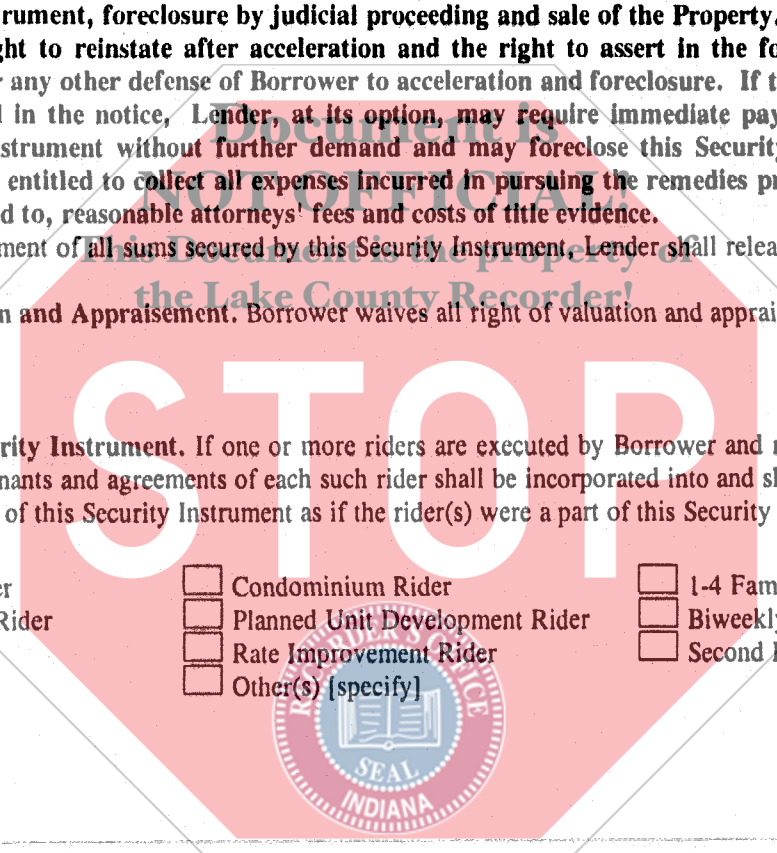 rument, foreclosure by judicial proceeding and sale of the Property.
ght to reinstate after acceleration and the right to assert in the fo
any other defense of Borrower to acceleration and foreclosure. If t
in the notice, Lender, at its option, may require immediate pay
Document is
strument without further demand and may foreclose this Securit
entitled to collect all expenses incurred in pursuing the remedies pr
NOT OFFICIAL!
d to, reasonable attorneys' fees and costs of title evidence.
ment of all sums secured by this Security Instrument, Lender shall relea
This Document is the property of
the Lake County Recorder!
n and Appraisement. Borrower waives all right of valuation and apprai
STOP
rity Instrument. If one or more riders are executed by Borrower and
nants and agreements of each such rider shall be incorporated into and sh
of this Security Instrument as if the rider(s) were a part of this Security
er Condominium Rider 1-4 Fam
Rider Planned Unit Development Rider Biweekly
Rate Improvement Rider Second
Other(s) [specify]
RECORDER'S OFFICE
SEAL
INDIANA